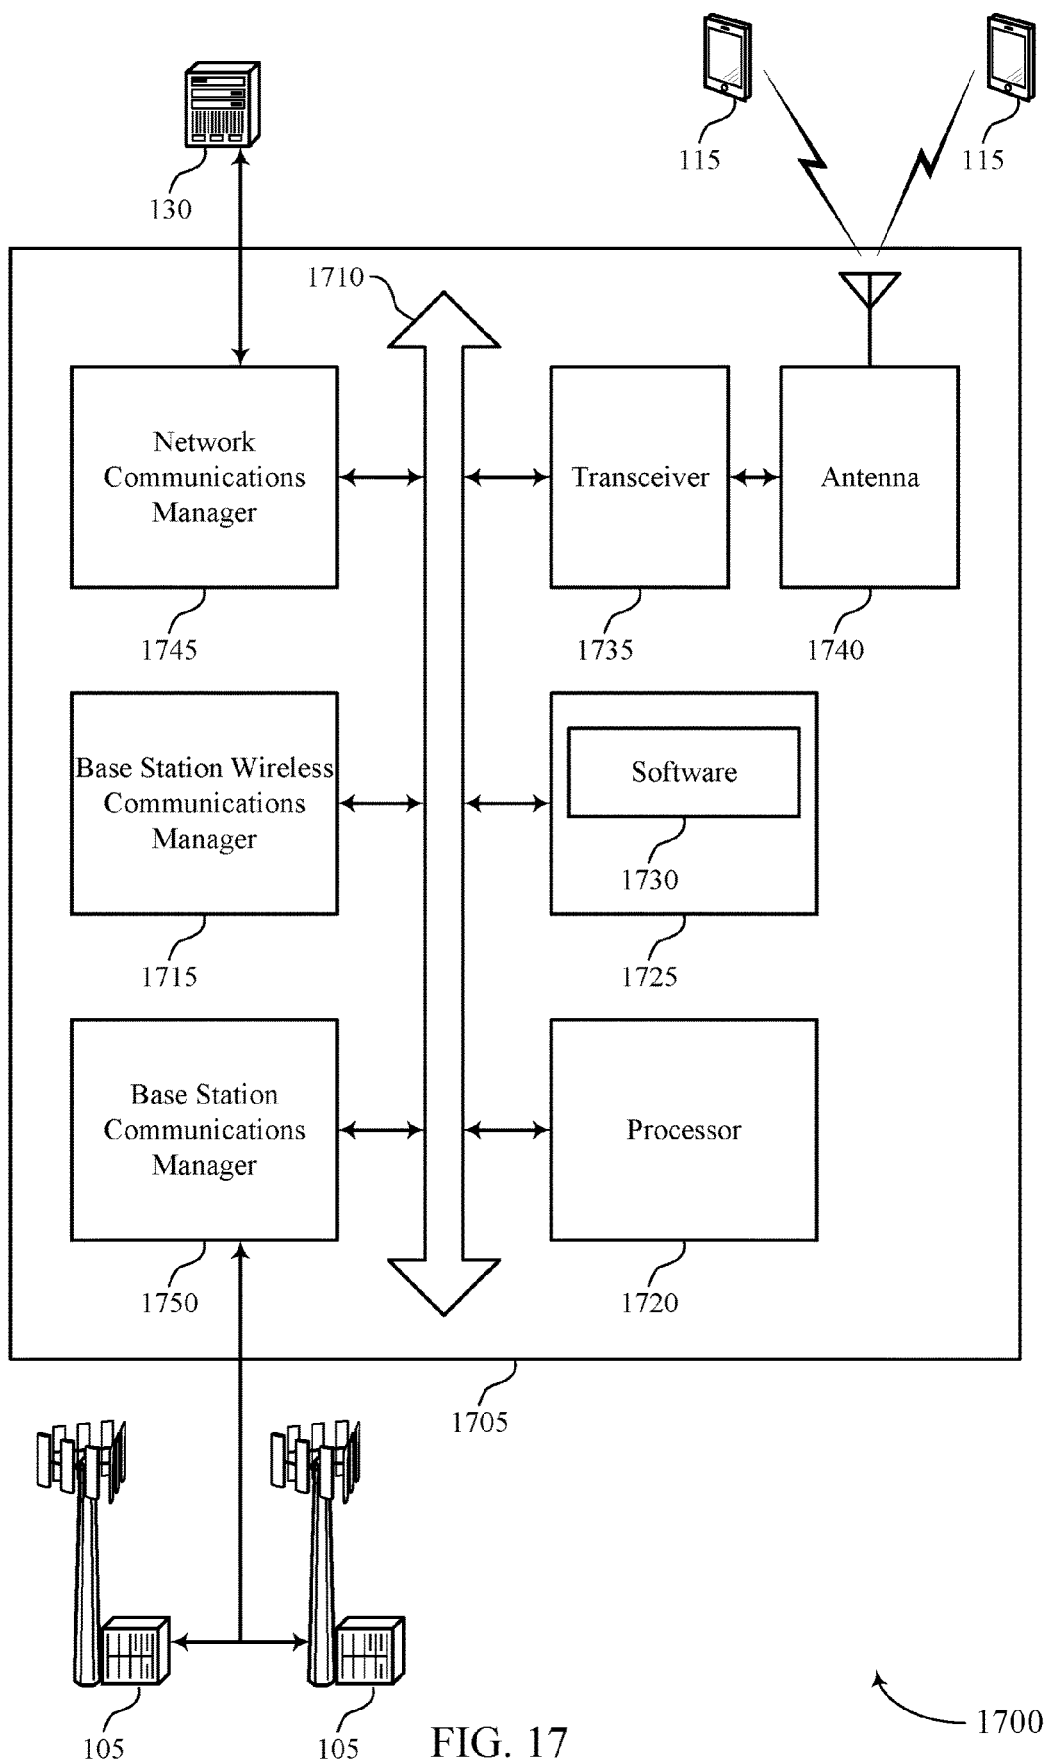 115
115
130
1710
Network
Communications
Manager
Transceiver
Antenna
1745
1735
1740
Base Station Wireless
Communications
Manager
Software
1730
1715
1725
Base Station
Communications
Manager
Processor
1750
1720
1705
105
105
FIG. 17
1700